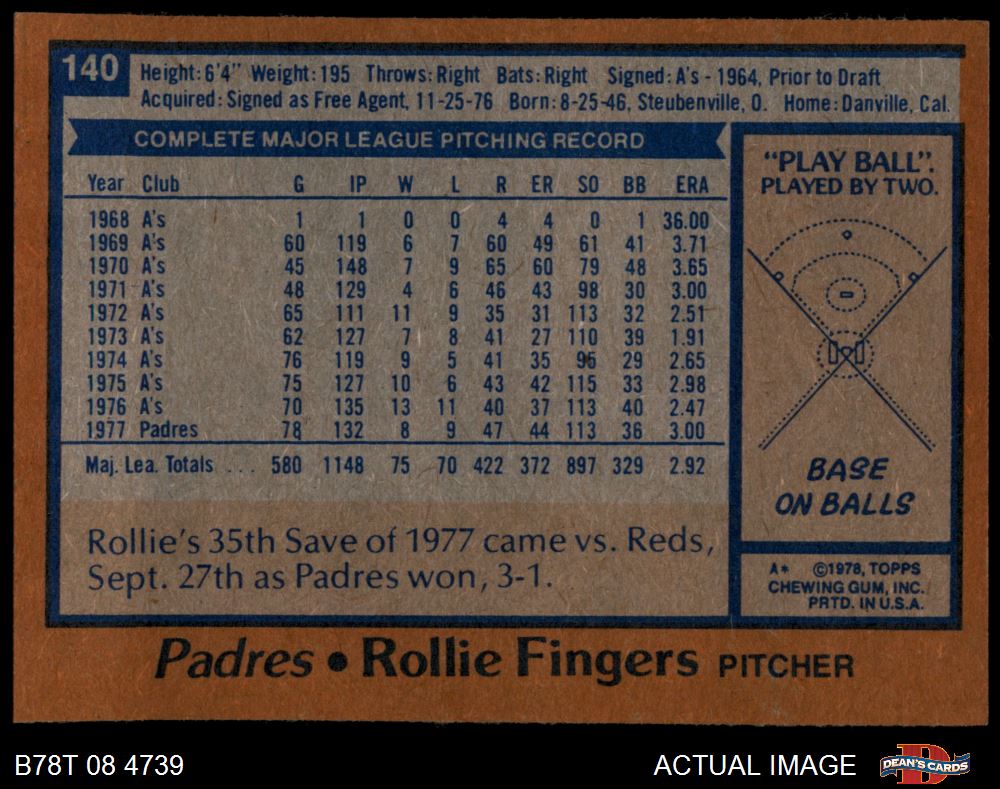 140
Height: 6'4" Weight: 195 Throws: Right Bats: Right Signed: A's - 1964, Prior to Draft
Acquired: Signed as Free Agent, 11-25-76 Born: 8-25-46, Steubenville, O. Home: Danville, Cal.
COMPLETE MAJOR LEAGUE PITCHING RECORD
Year Club G IP W L R ER SO BB ERA
1968 A's 1 1 0 0 4 4 0 1 36.00
1969 A's 60 119 6 7 60 49 61 41 3.71
1970 A's 45 148 7 9 65 60 79 48 3.65
1971 A's 48 129 4 6 46 43 98 30 3.00
1972 A's 65 111 11 9 35 31 113 32 2.51
1973 A's 62 127 7 8 41 27 110 39 1.91
1974 A's 76 119 9 5 41 35 95 29 2.65
1975 A's 75 127 10 6 43 42 115 33 2.98
1976 A's 70 135 13 11 40 37 113 40 2.47
1977 Padres 78 132 8 9 47 44 113 36 3.00
Maj. Lea. Totals . . . 580 1148 75 70 422 372 897 329 2.92
Rollie's 35th Save of 1977 came vs. Reds,
Sept. 27th as Padres won, 3-1.
"PLAY BALL".
PLAYED BY TWO.
BASE
ON BALLS
A* ©1978, TOPPS
CHEWING GUM, INC.
PRTD. IN U.S.A.
Padres • Rollie Fingers PITCHER
B78T 08 4739
ACTUAL IMAGE
D
DEAN'S CARDS